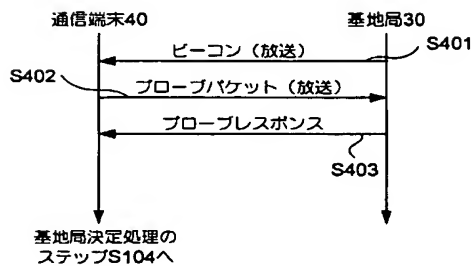 通信端末40
基地局30
ビーコン（放送）
S401
S402
プローブパケット（放送）
プローブレスポンス
S403
基地局決定処理の
ステップS104へ